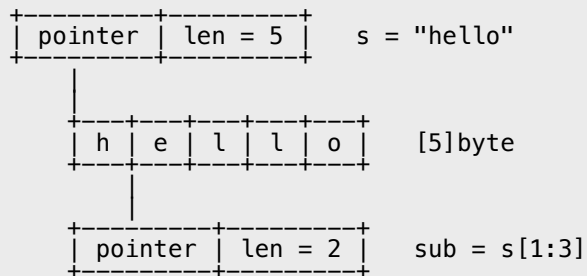 pointer len = 5 s = "hello"
h e l l o [5]byte
pointer len = 2 sub = s[1:3]